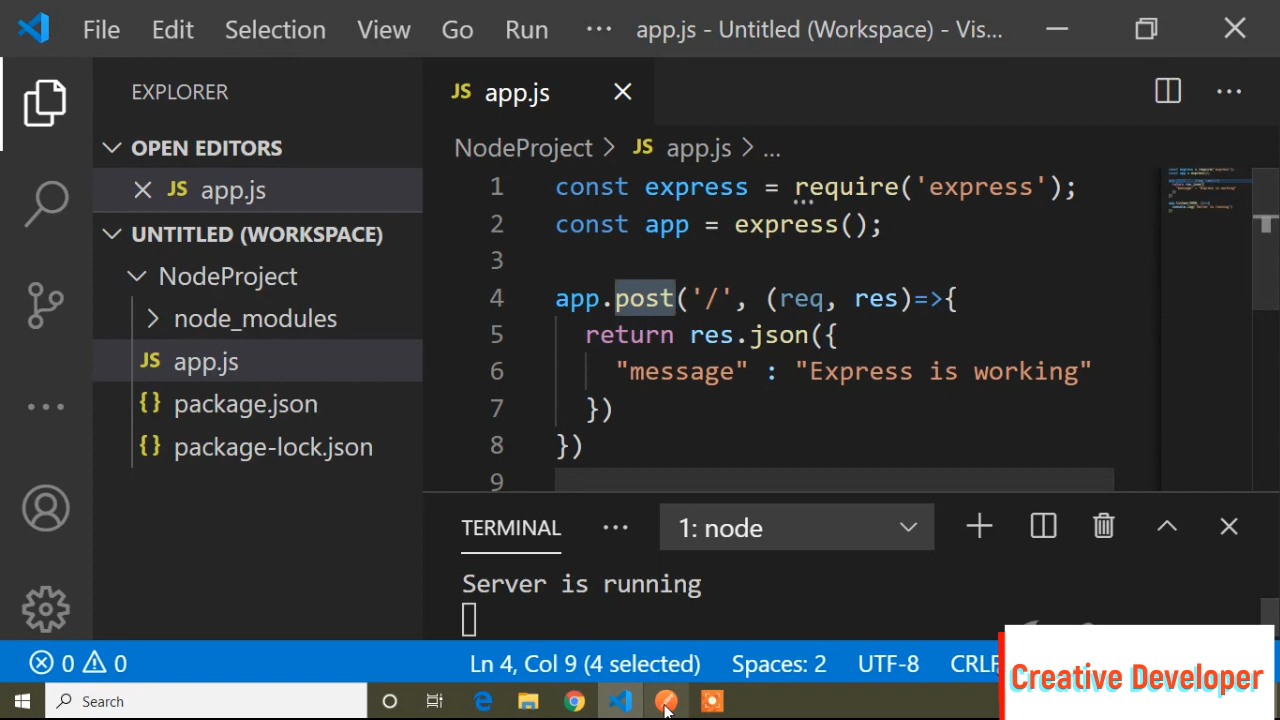 File Edit Selection View Go Run ··· app.js - Untitled (Workspace) - Vis...
EXPLORER
OPEN EDITORS
JS app.js
UNTITLED (WORKSPACE)
NodeProject
node_modules
JS app.js
{} package.json
{} package-lock.json
JS app.js
NodeProject > JS app.js > ...
1 const express = require('express');
2 const app = express();
3
4 app.post('/', (req, res)=>{
5 return res.json({
6 "message" : "Express is working"
7 })
8 })
9
TERMINAL ··· 1: node
Server is running
0 0 Ln 4, Col 9 (4 selected) Spaces: 2 UTF-8 CRLF
Creative Developer
Search